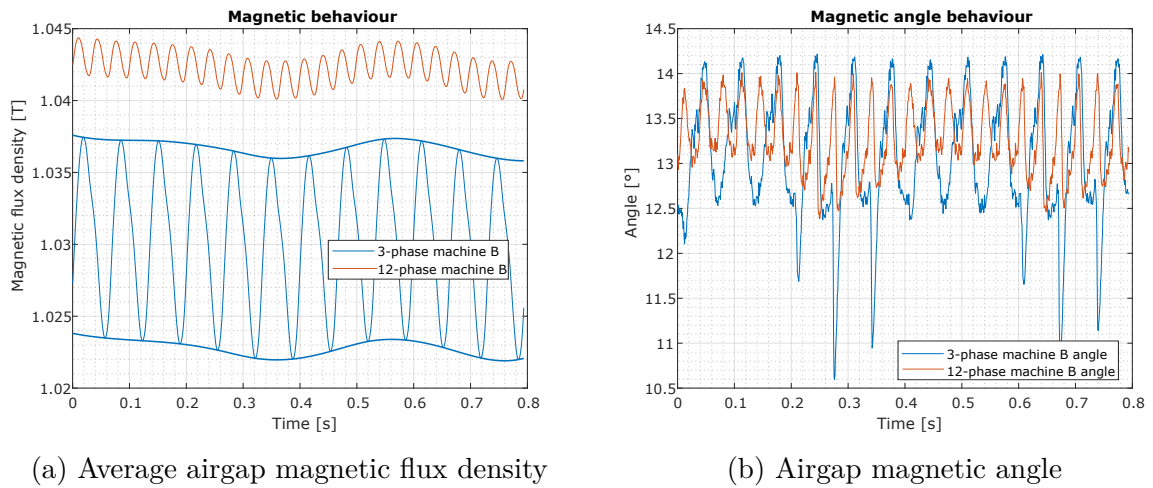 Magnetic behaviour
1.045
1.04
1.035
1.03
1.025
1.02
Magnetic flux density [T]
3-phase machine B
12-phase machine B
0 0.1 0.2 0.3 0.4 0.5 0.6 0.7 0.8
Time [s]
(a) Average airgap magnetic flux density
Magnetic angle behaviour
14.5
14
13.5
13
12.5
12
11.5
11
10.5
Angle [°]
3-phase machine B angle
12-phase machine B angle
0 0.1 0.2 0.3 0.4 0.5 0.6 0.7 0.8
Time [s]
(b) Airgap magnetic angle